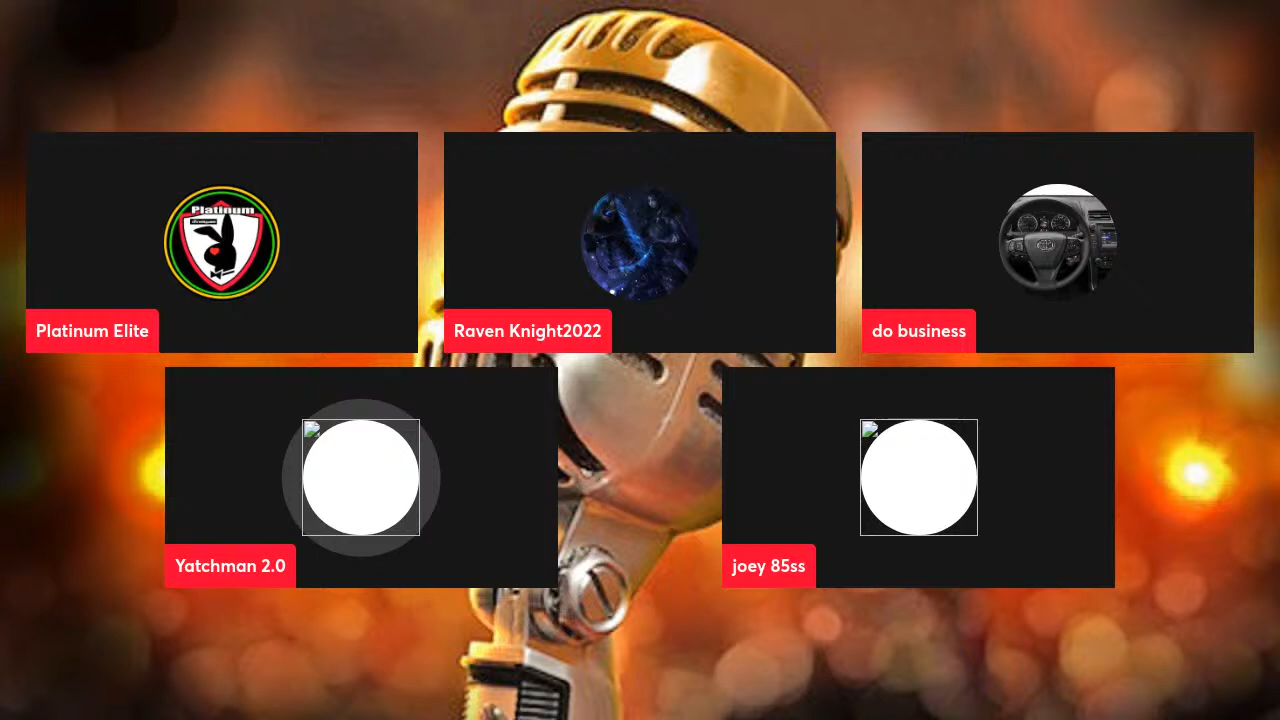 Platinum
Platinum Elite
Raven Knight2022
do business
Yatchman 2.0
joey 85ss